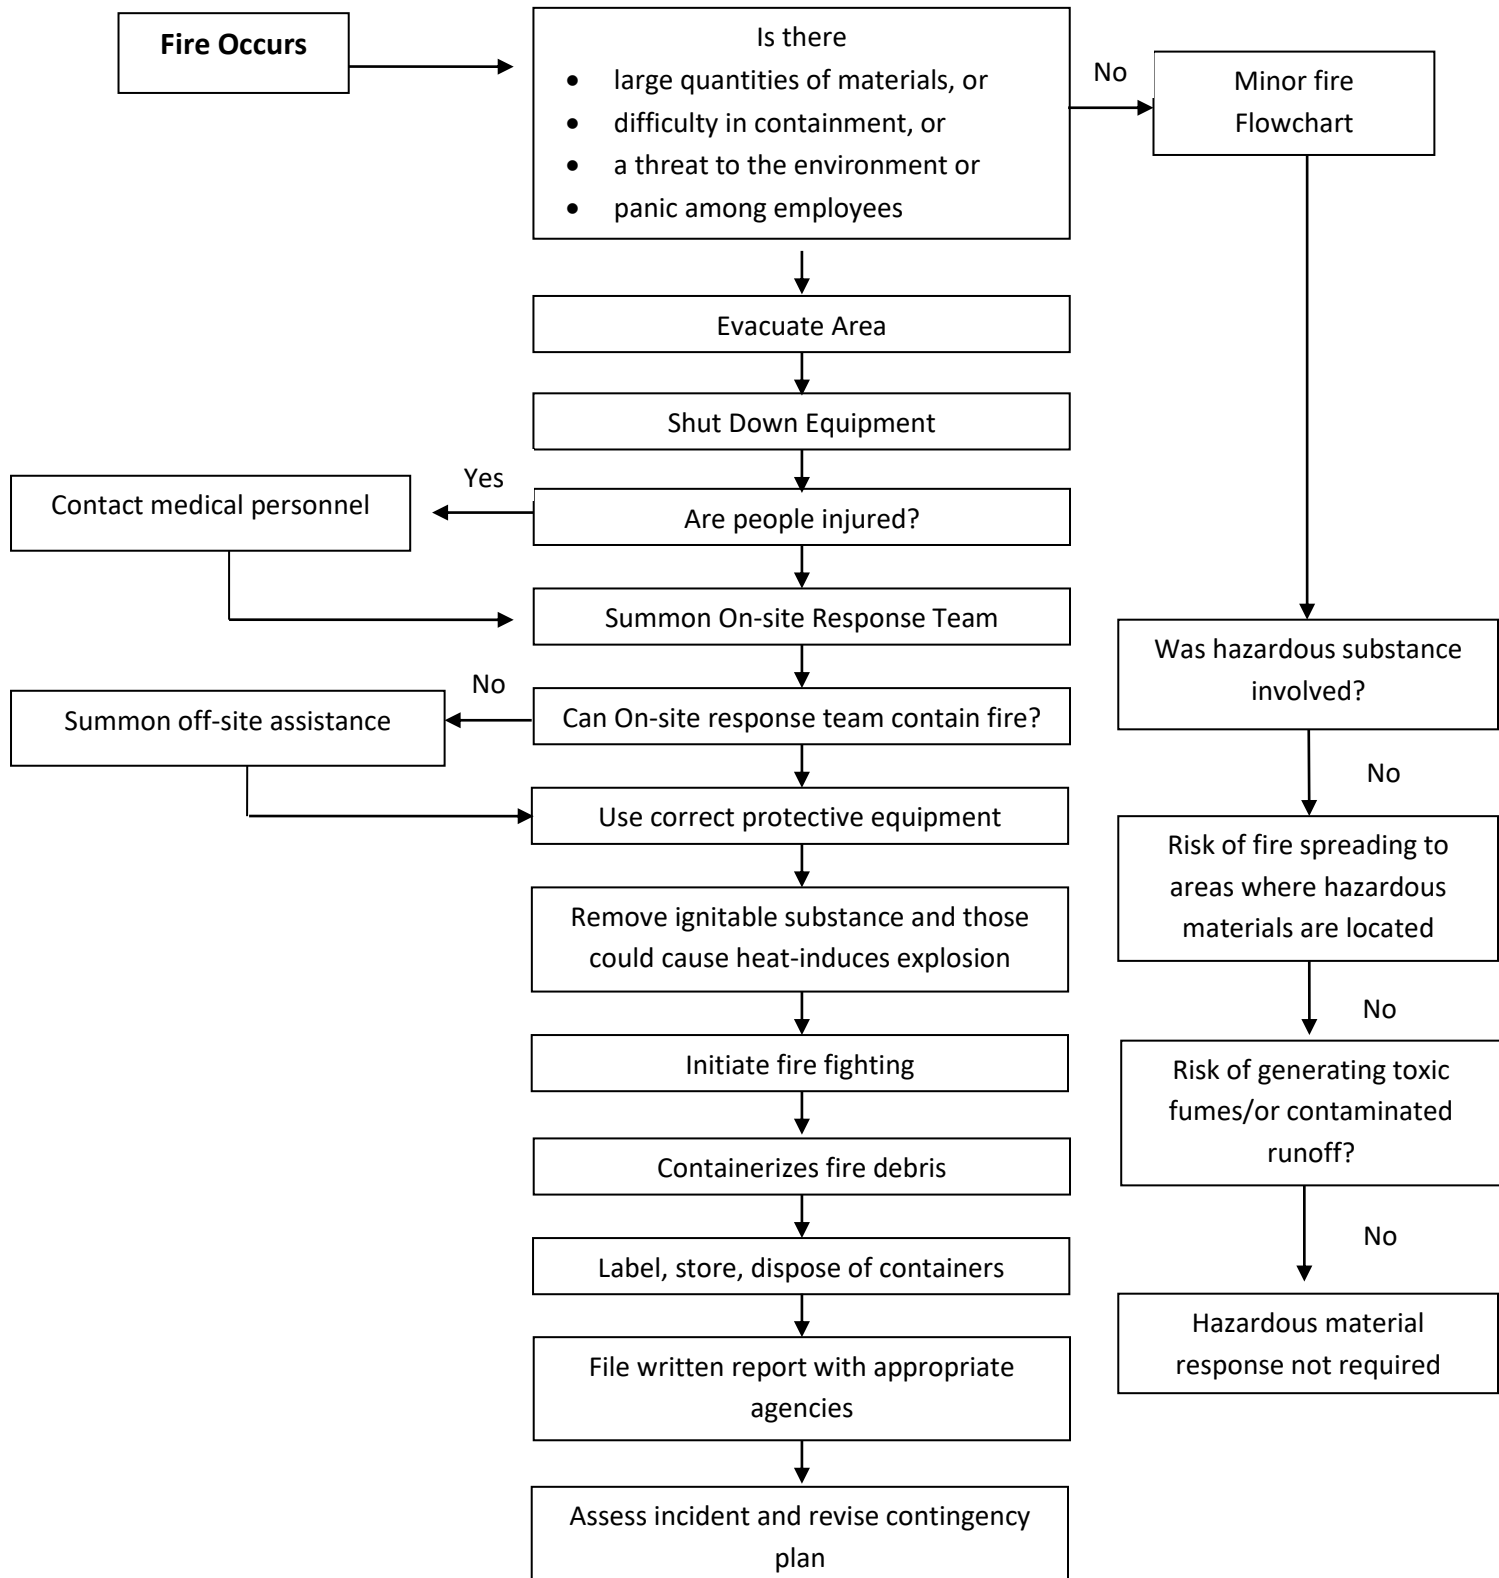 Fire Occurs
Is there
• large quantities of materials, or
• difficulty in containment, or
• a threat to the environment or
• panic among employees
No
Minor fire
Flowchart
Evacuate Area
Shut Down Equipment
Yes
Contact medical personnel
Are people injured?
Summon On-site Response Team
No
Summon off-site assistance
Can On-site response team contain fire?
Use correct protective equipment
Remove ignitable substance and those
could cause heat-induces explosion
Initiate fire fighting
Containerizes fire debris
Label, store, dispose of containers
File written report with appropriate
agencies
Assess incident and revise contingency
plan
Was hazardous substance
involved?
No
Risk of fire spreading to
areas where hazardous
materials are located
No
Risk of generating toxic
fumes/or contaminated
runoff?
No
Hazardous material
response not required